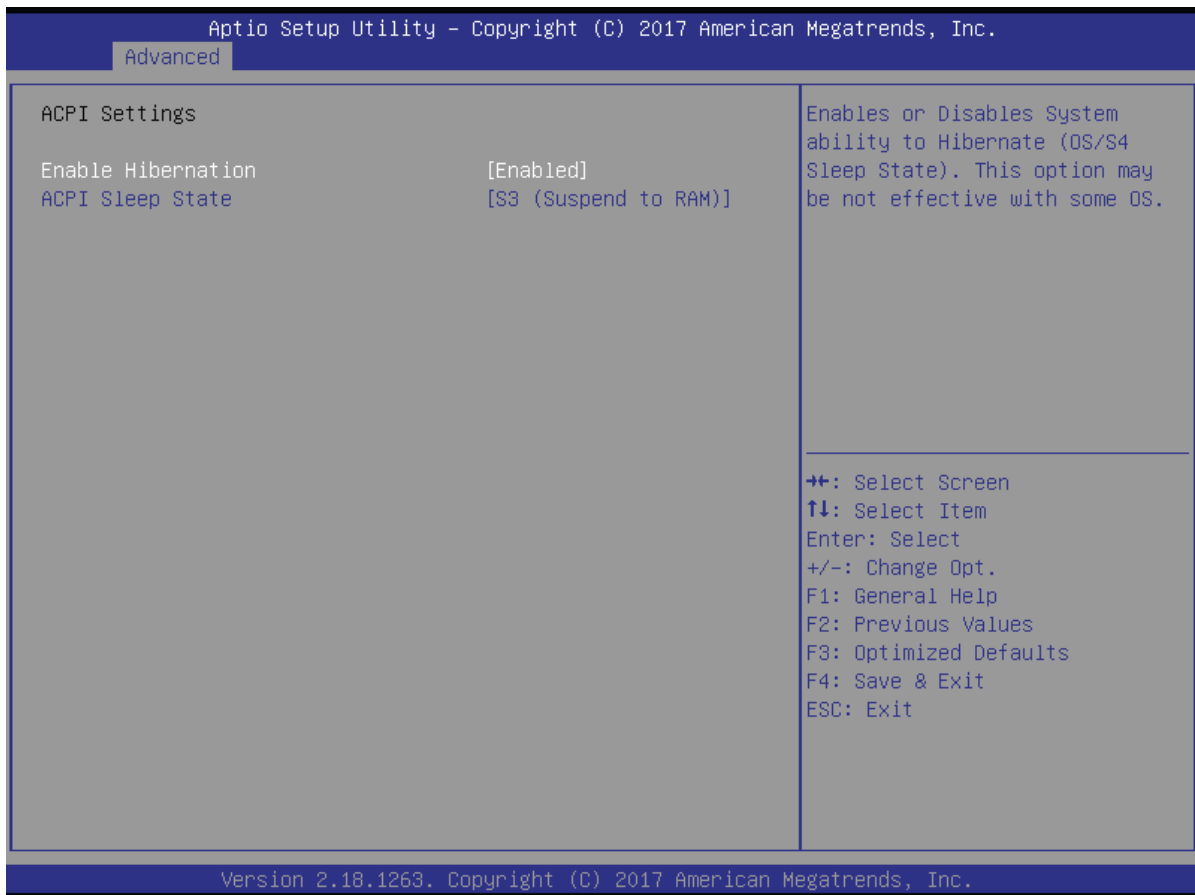 Aptio Setup Utility – Copyright (C) 2017 American Megatrends, Inc.
Advanced
ACPI Settings
Enable Hibernation [Enabled]
ACPI Sleep State [S3 (Suspend to RAM)]
Enables or Disables System
ability to Hibernate (OS/S4
Sleep State). This option may
be not effective with some OS.
→←: Select Screen
↑↓: Select Item
Enter: Select
+/-: Change Opt.
F1: General Help
F2: Previous Values
F3: Optimized Defaults
F4: Save & Exit
ESC: Exit
Version 2.18.1263. Copyright (C) 2017 American Megatrends, Inc.